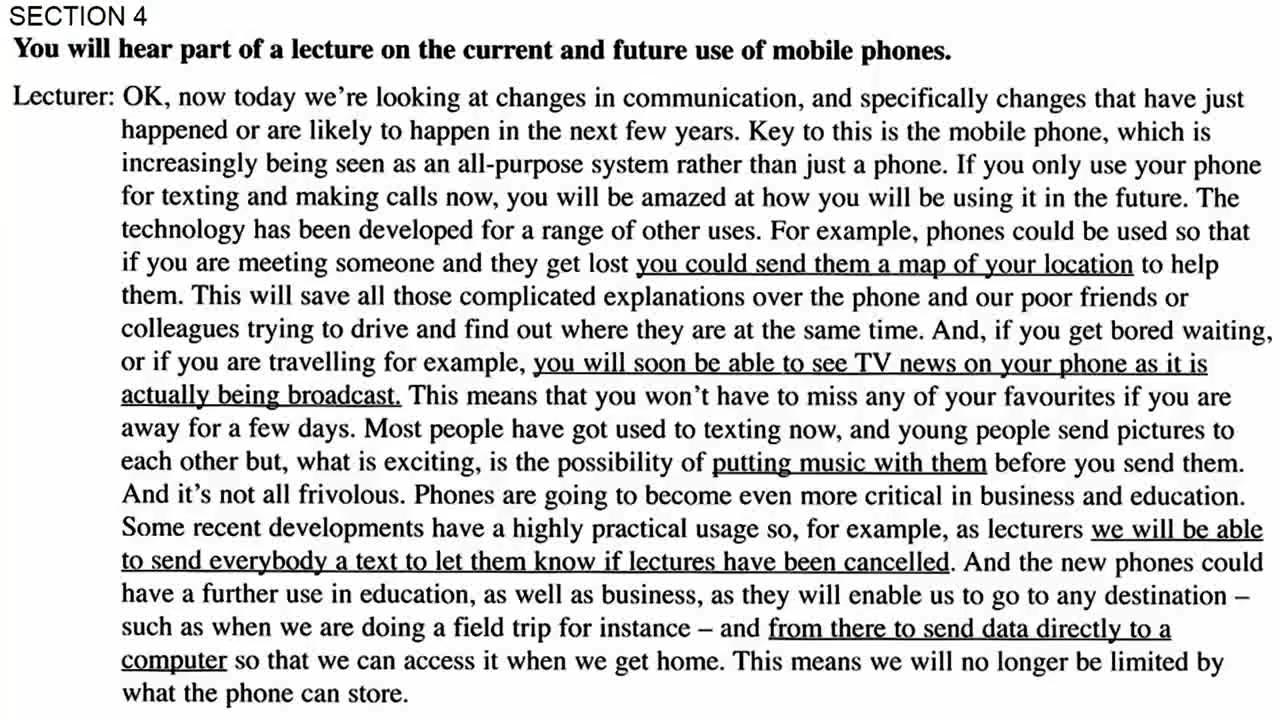 SECTION 4
You will hear part of a lecture on the current and future use of mobile phones.
Lecturer: OK, now today we're looking at changes in communication, and specifically changes that have just
happened or are likely to happen in the next few years. Key to this is the mobile phone, which is
increasingly being seen as an all-purpose system rather than just a phone. If you only use your phone
for texting and making calls now, you will be amazed at how you will be using it in the future. The
technology has been developed for a range of other uses. For example, phones could be used so that
if you are meeting someone and they get lost you could send them a map of your location to help
them. This will save all those complicated explanations over the phone and our poor friends or
colleagues trying to drive and find out where they are at the same time. And, if you get bored waiting,
or if you are travelling for example, you will soon be able to see TV news on your phone as it is
actually being broadcast. This means that you won't have to miss any of your favourites if you are
away for a few days. Most people have got used to texting now, and young people send pictures to
each other but, what is exciting, is the possibility of putting music with them before you send them.
And it's not all frivolous. Phones are going to become even more critical in business and education.
Some recent developments have a highly practical usage so, for example, as lecturers we will be able
to send everybody a text to let them know if lectures have been cancelled. And the new phones could
have a further use in education, as well as business, as they will enable us to go to any destination –
such as when we are doing a field trip for instance – and from there to send data directly to a
computer so that we can access it when we get home. This means we will no longer be limited by
what the phone can store.